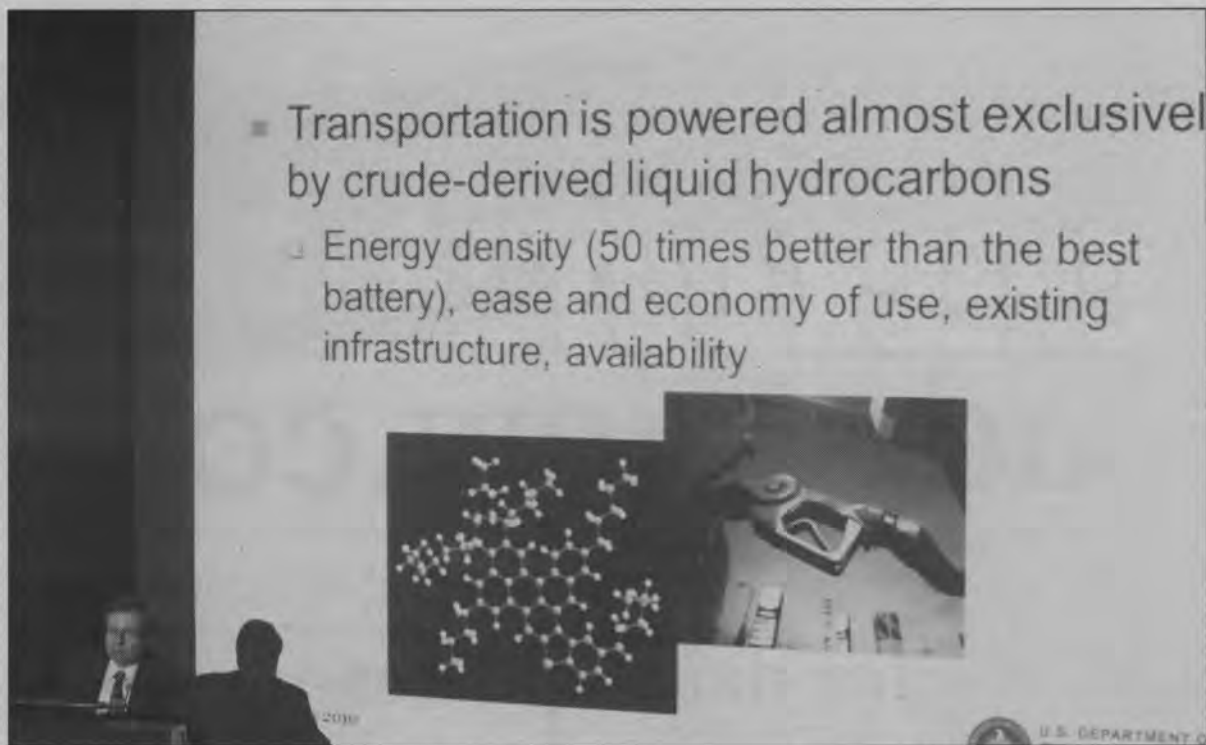 Transportation is powered almost exclusivel
by crude-derived liquid hydrocarbons
Energy density (50 times better than the best
battery), ease and economy of use, existing
infrastructure, availability
2010
U.S. DEPARTMENT O